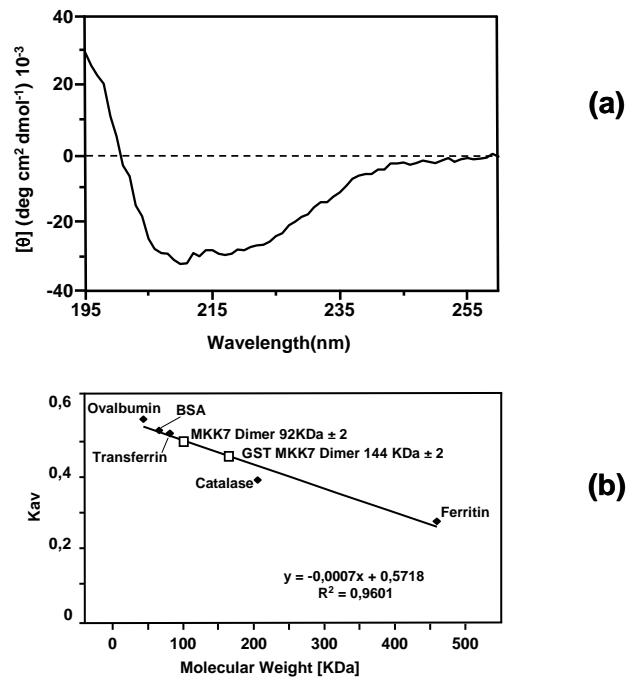 40
20
0
-20
-40
[θ] (deg cm² dmol⁻¹) 10⁻³
195
215
235
255
Wavelength(nm)
(a)
0,6
0,4
0,2
0
Kav
Ovalbumin
BSA
Transferrin
MKK7 Dimer 92KDa ± 2
GST MKK7 Dimer 144 KDa ± 2
Catalase
Ferritin
y = -0,0007x + 0,5718
R² = 0,9601
0
100
200
300
400
500
Molecular Weight [KDa]
(b)